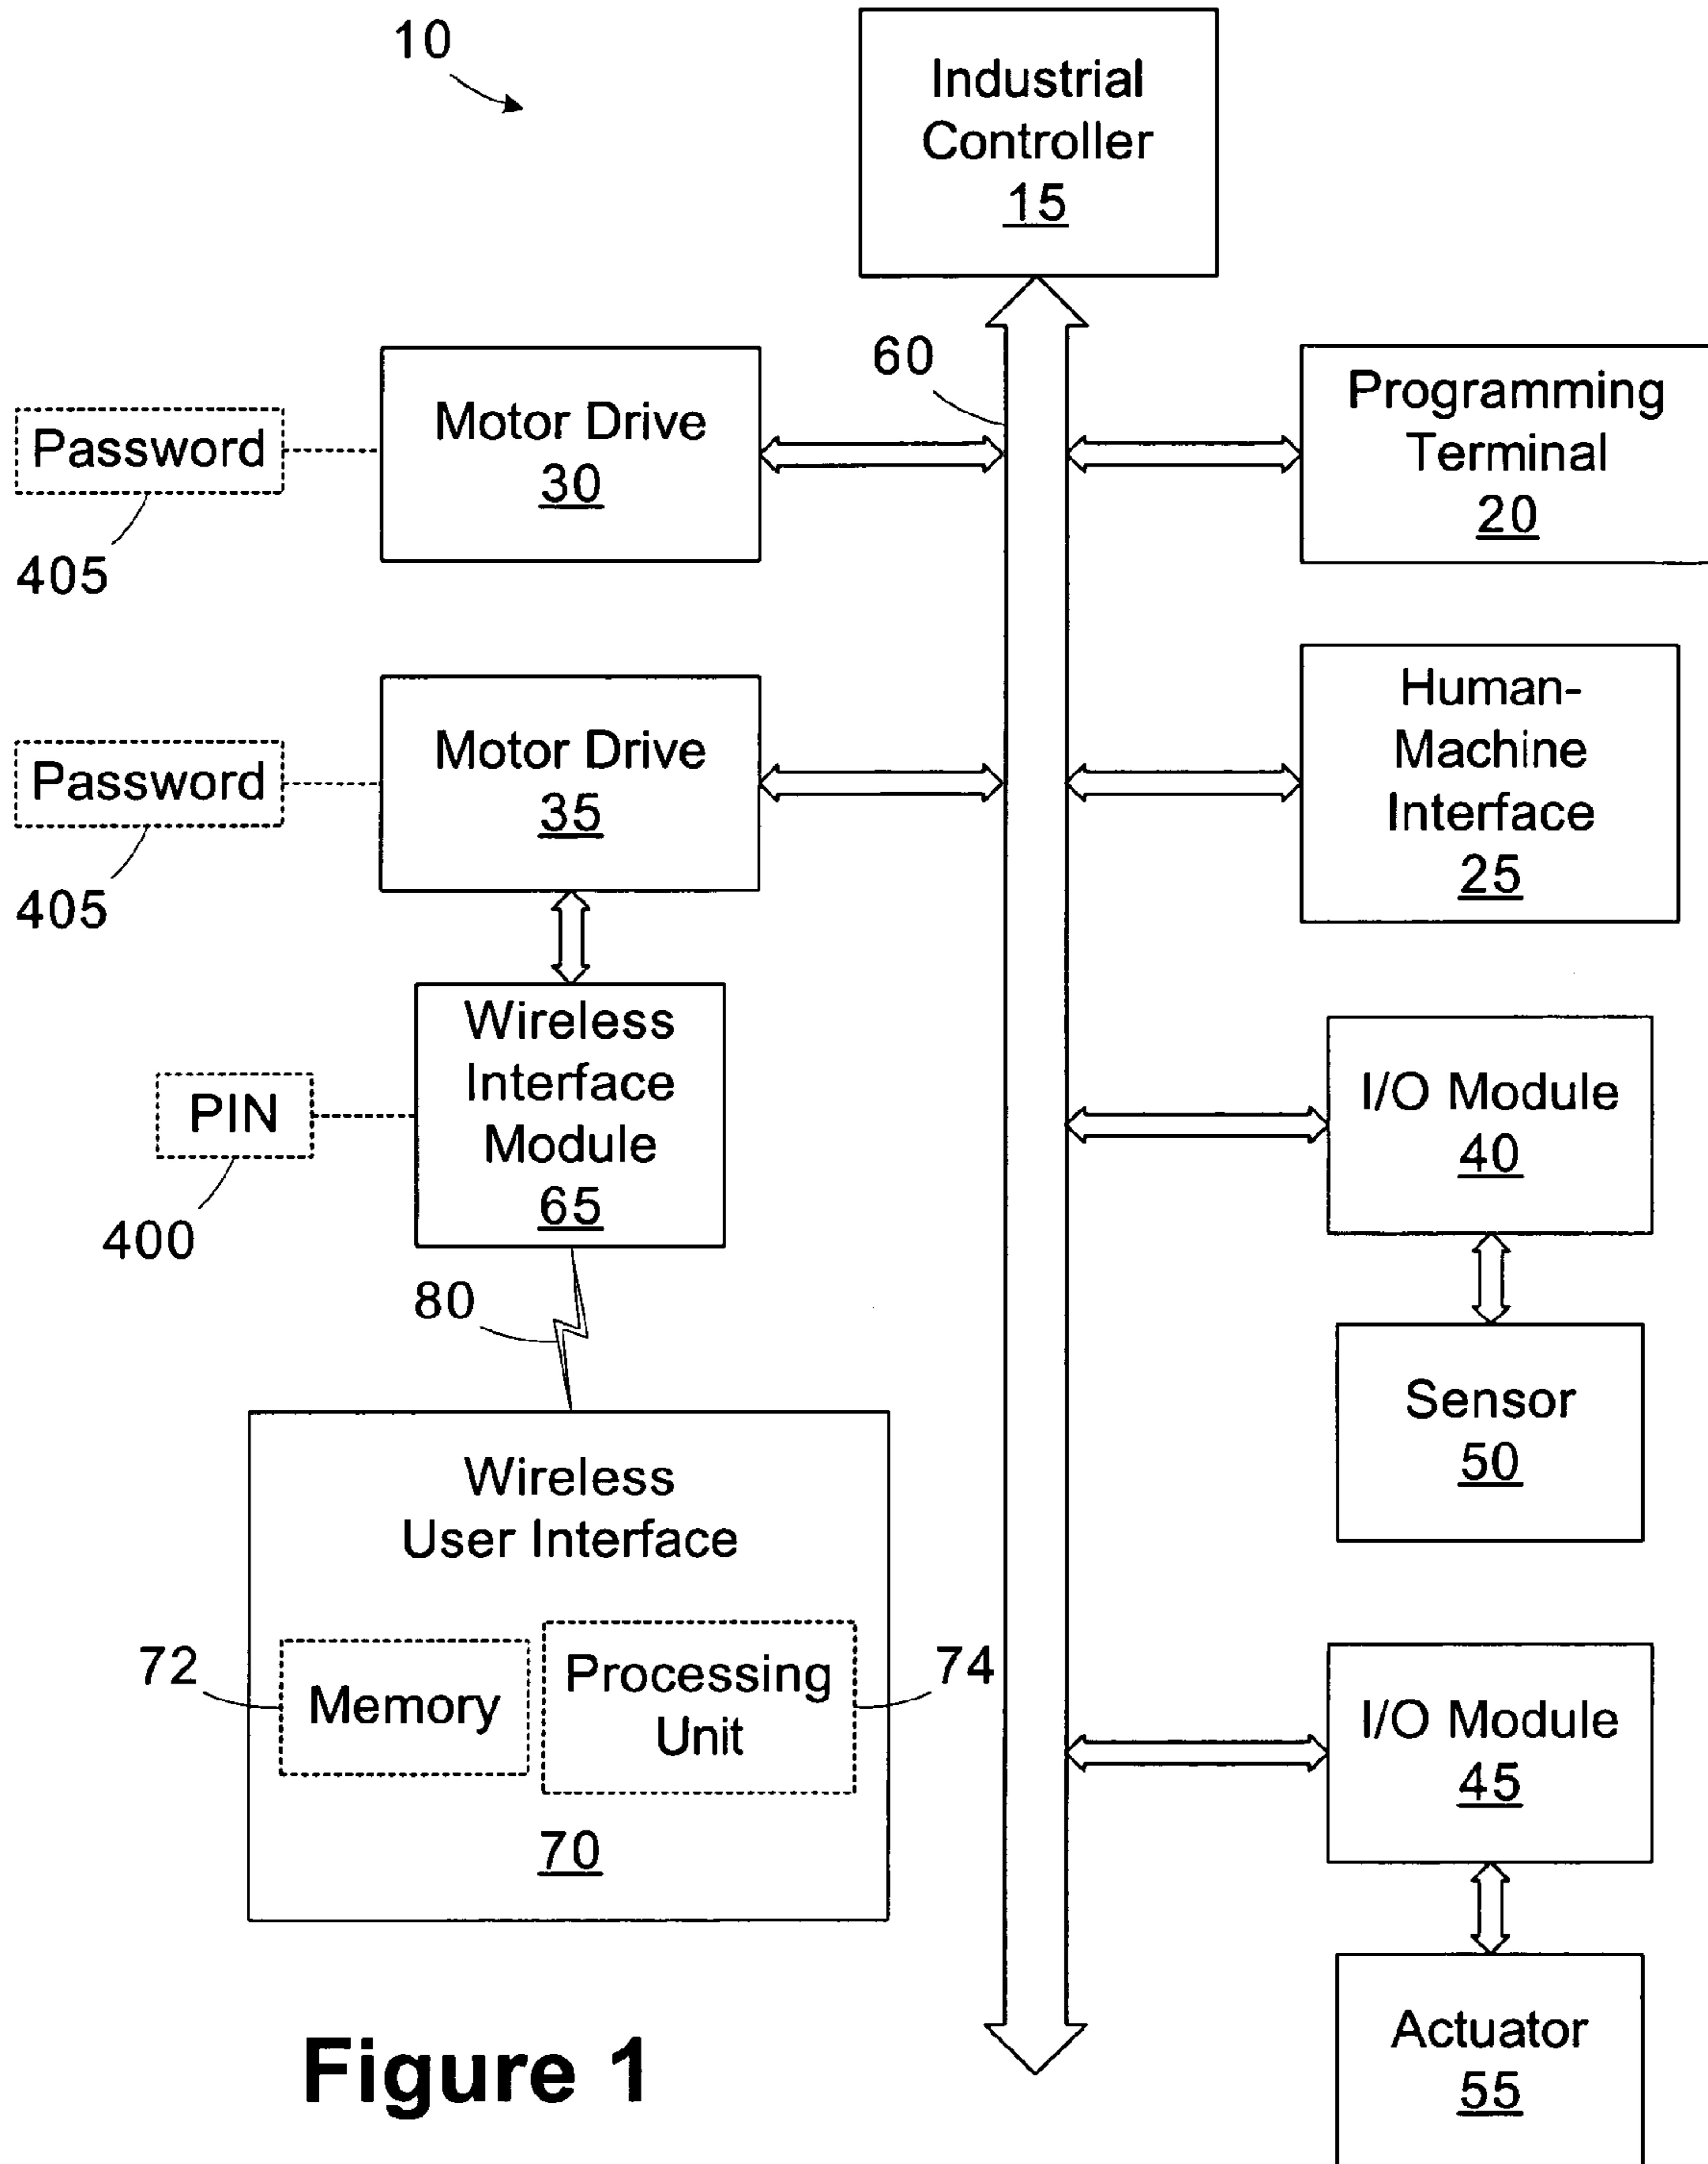 10
Industrial
Controller
15
60
Password
405
Motor Drive
30
Programming
Terminal
20
Password
405
Motor Drive
35
Human-
Machine
Interface
25
PIN
400
Wireless
Interface
Module
65
I/O Module
40
80
Sensor
50
Wireless
User Interface
72
Memory
Processing
Unit
74
70
I/O Module
45
Actuator
55
Figure 1